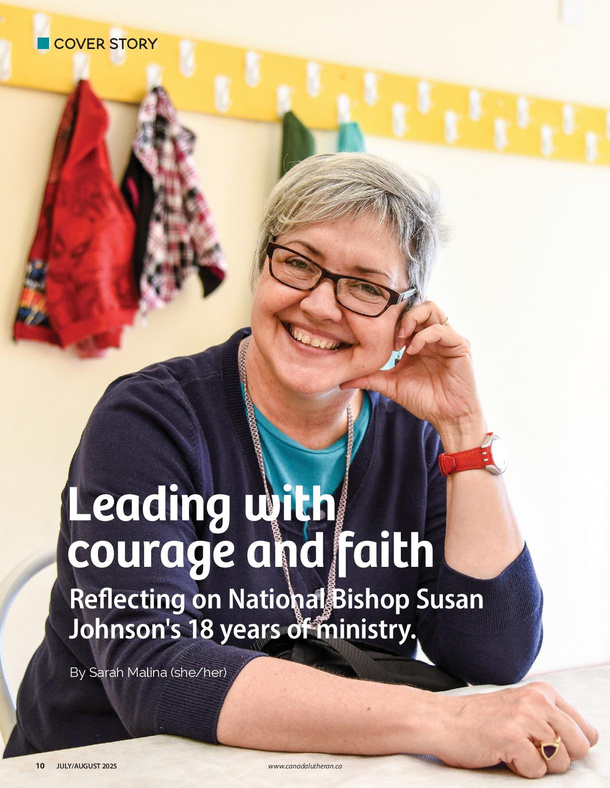 COVER STORY
Leading with
courage and faith
Reflecting on National Bishop Susan
Johnson's 18 years of ministry.
By Sarah Malina (she/her)
10 JULY/AUGUST 2025 www.canadalutheran.ca